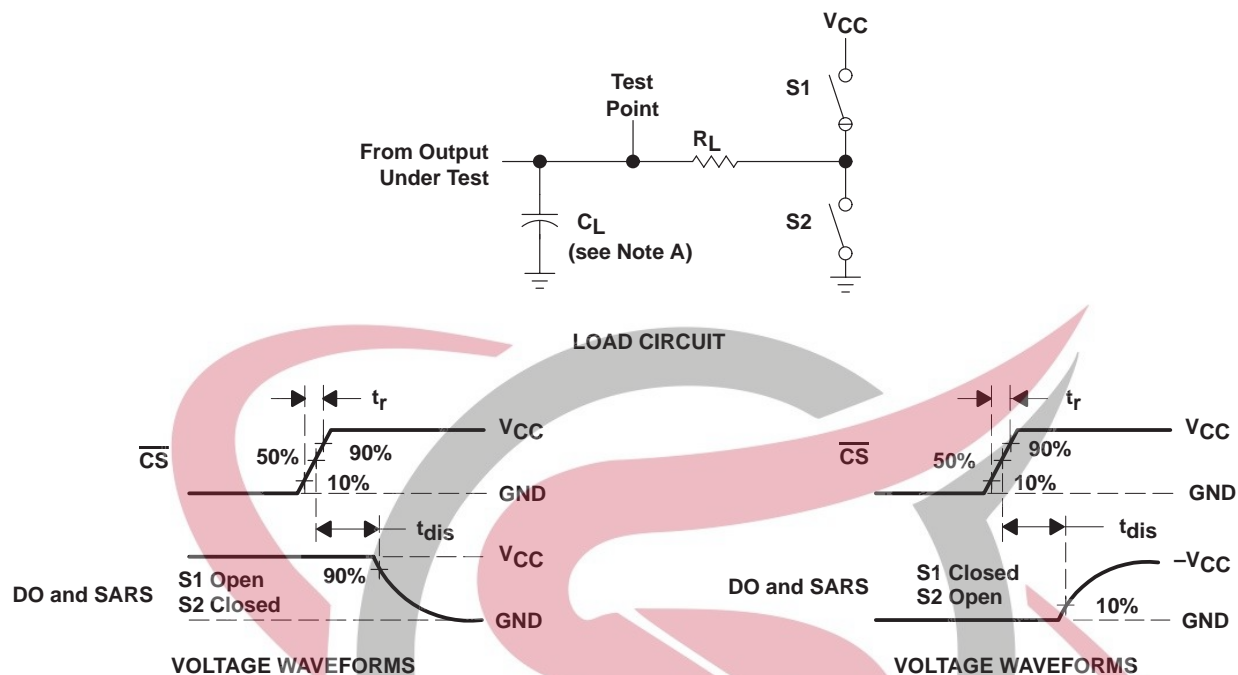 VCC
S1
Test
Point
RL
From Output
Under Test
CL
(see Note A)
S2
LOAD CIRCUIT
tr
CS
50%
90%
10%
VCC
GND
tdis
DO and SARS
S1 Open
S2 Closed
90%
VCC
GND
VOLTAGE WAVEFORMS
tr
CS
50%
90%
10%
VCC
GND
tdis
DO and SARS
S1 Closed
S2 Open
10%
–VCC
GND
VOLTAGE WAVEFORMS